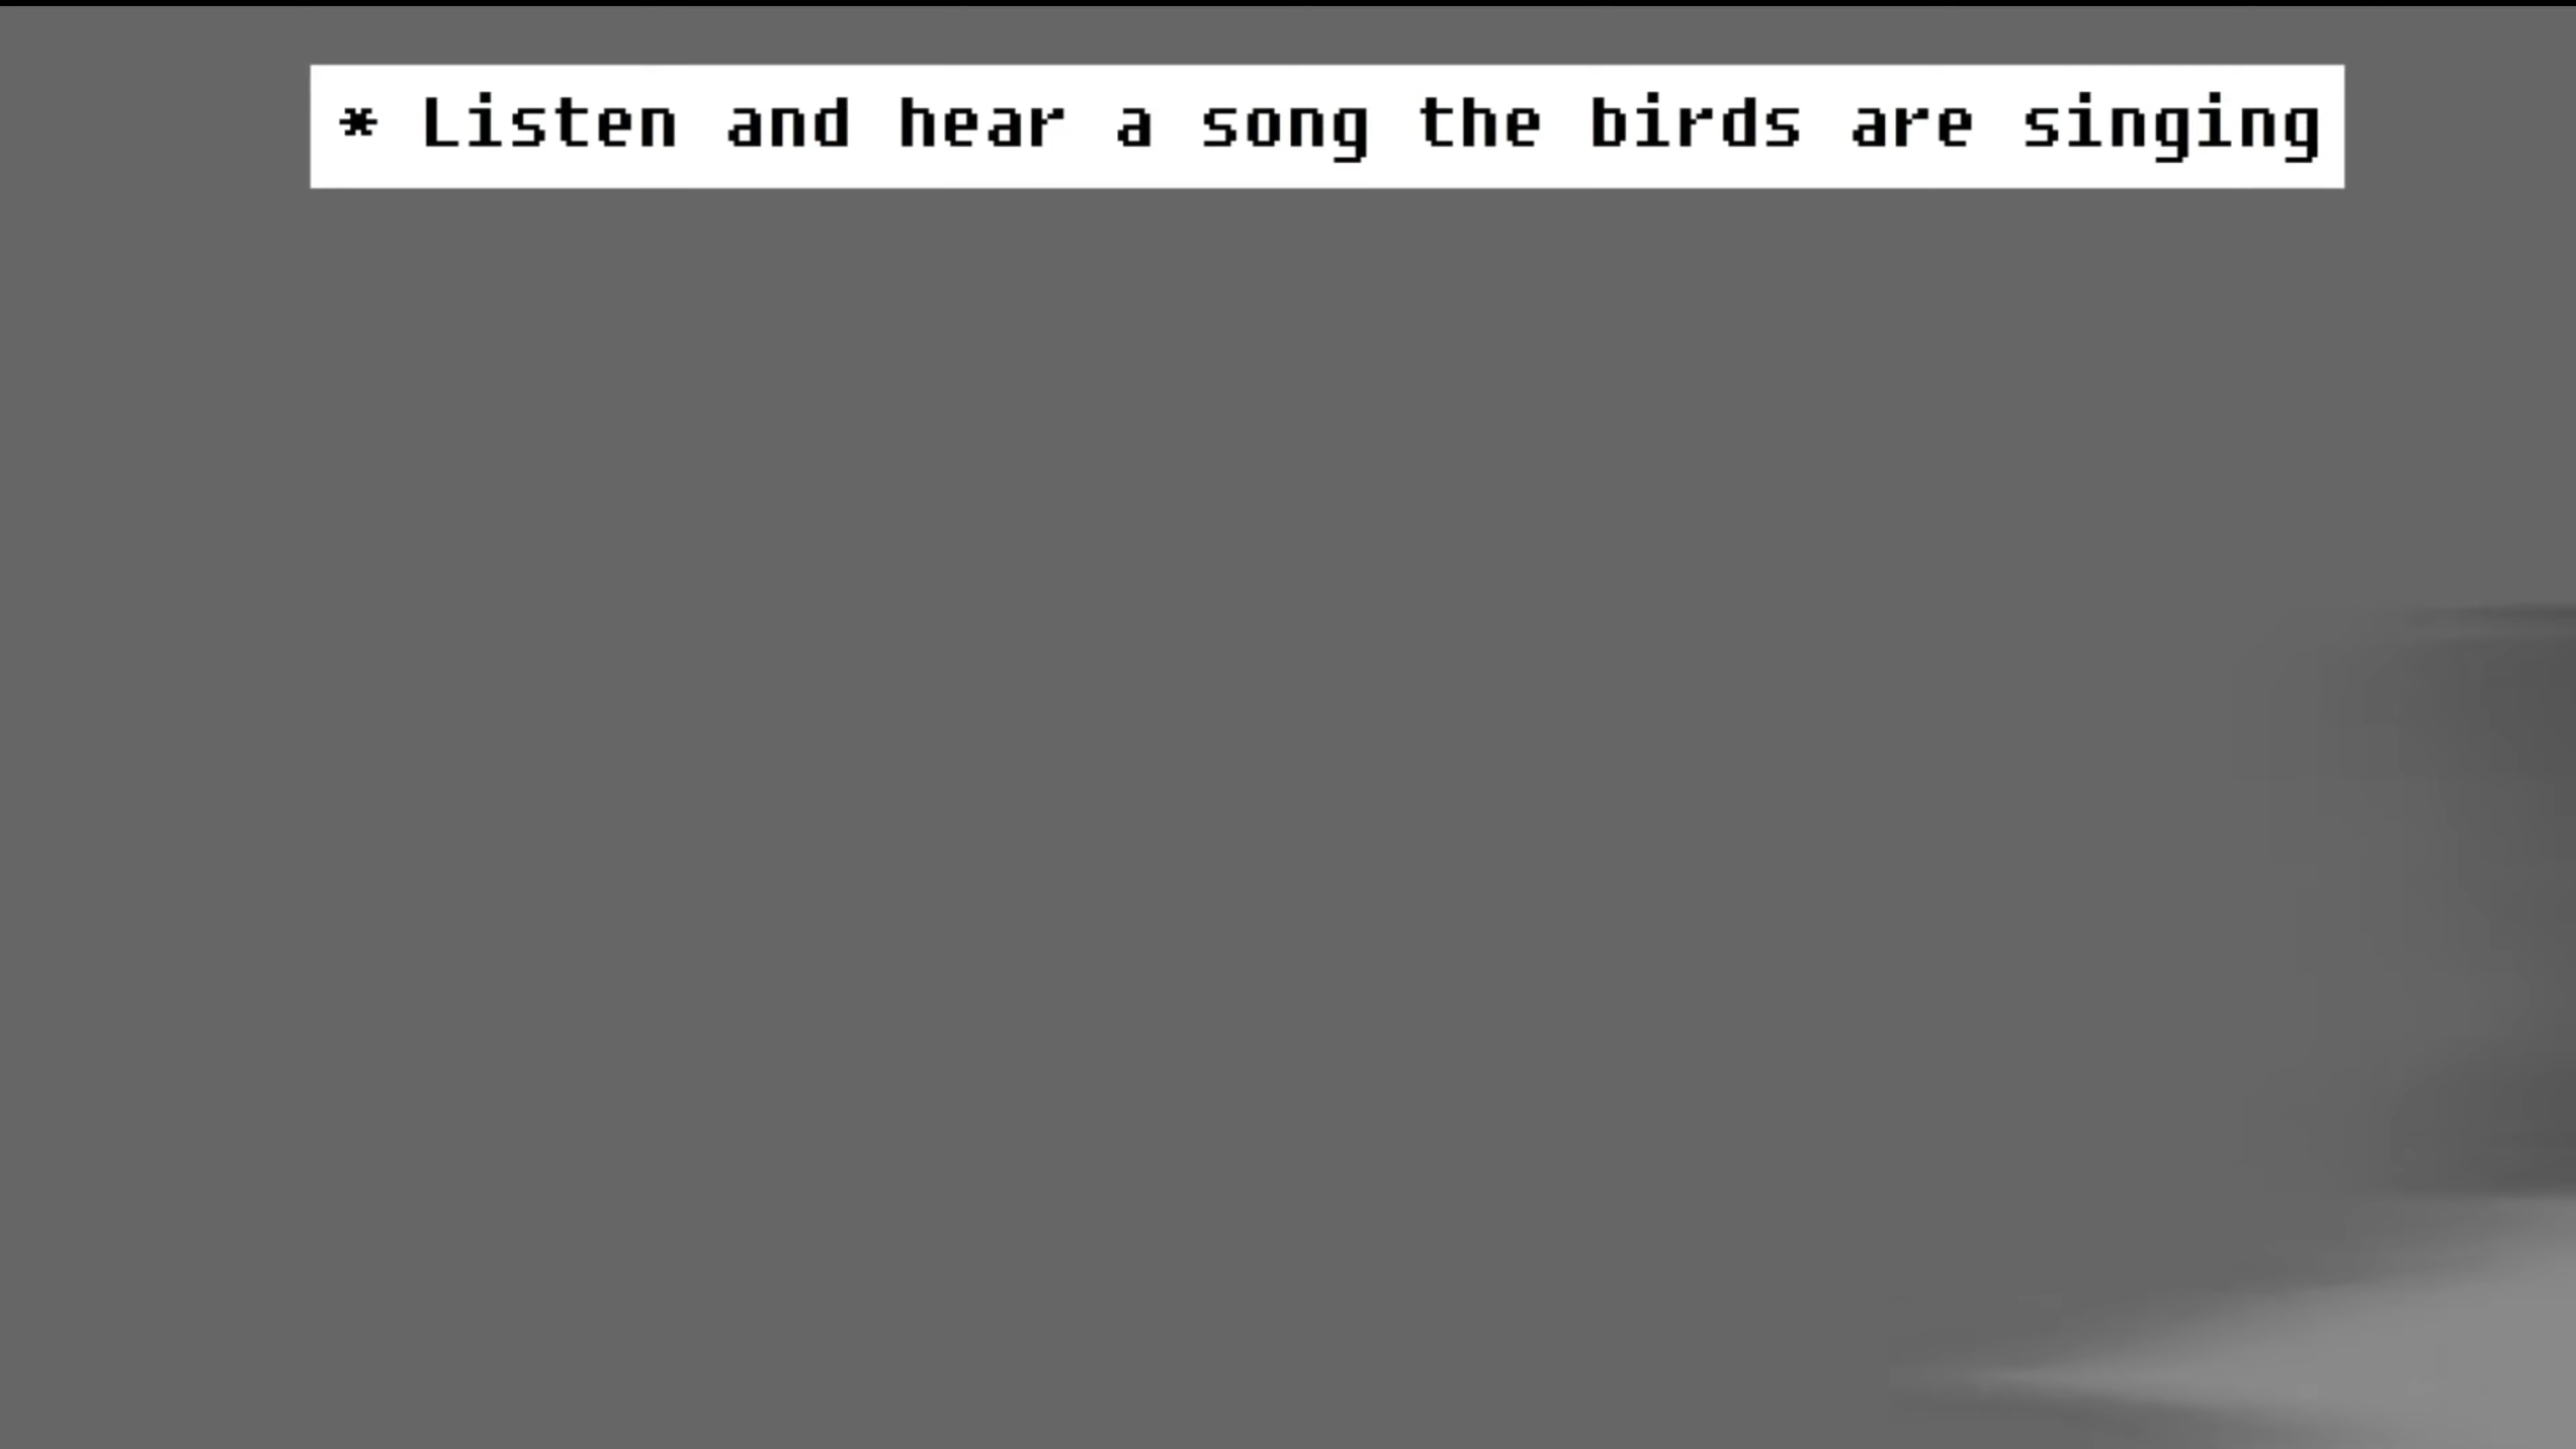 * Listen and hear a song the birds are singing